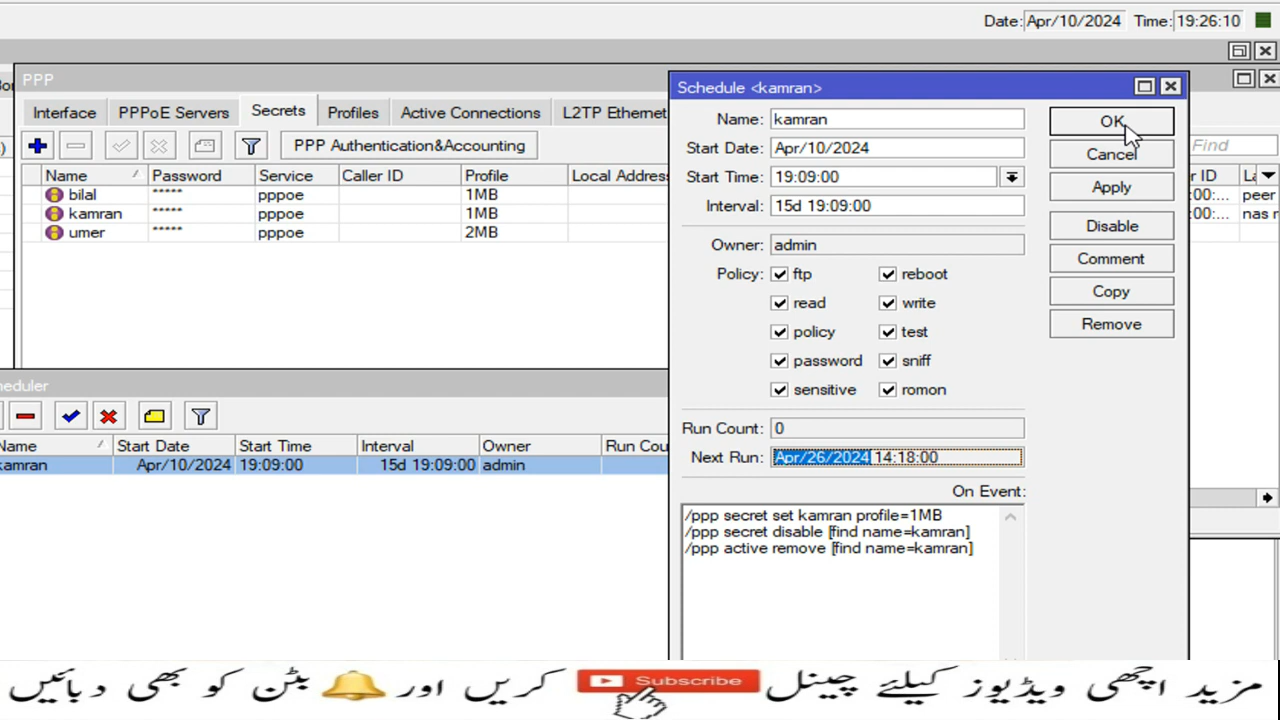 Date: Apr/10/2024 Time: 19:26:10
PPP
Interface PPPoE Servers Secrets Profiles Active Connections L2TP Ethernet
PPP Authentication&Accounting
Name Password Service Caller ID Profile Local Address
bilal ***** pppoe 1MB
kamran ***** pppoe 1MB
umer ***** pppoe 2MB
Schedule <kamran>
Name: kamran
Start Date: Apr/10/2024
Start Time: 19:09:00
Interval: 15d 19:09:00
Owner: admin
Policy: ftp reboot
read write
policy test
password sniff
sensitive romon
Run Count: 0
Next Run: Apr/26/2024 14:18:00
On Event:
/ppp secret set kamran profile=1MB
/ppp secret disable [find name=kamran]
/ppp active remove [find name=kamran]
OK
Cancel
Apply
Disable
Comment
Copy
Remove
Find
r ID
:00:... peer
:00:... nas r
heduler
Name Start Date Start Time Interval Owner Run Cou
kamran Apr/10/2024 19:09:00 15d 19:09:00 admin
مزید اچھی ویڈیوز کیلئے چینل Subscribe کریں اور بٹن کو بھی دبائیں